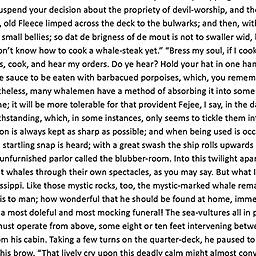 uspend your decision about the propriety of devil-worship, and th
, old Fleece limped across the deck to the bulwarks; and then, with
small bellies; so dat de brigness of de mout is not to swaller wid, l
on't know how to cook a whale-steak yet." "Bress my soul, if I cook
s, cook, and hear my orders. Do ye hear? Hold your hat in one han
e sauce to be eaten with barbacued porpoises, which, you remem
theless, many whalemen have a method of absorbing it into some
ne; it will be more tolerable for that provident Fejee, I say, in the da
hstanding, which, in some instances, only seems to tickle them int
on is always kept as sharp as possible; and when being used is occa
startling snap is heard; with a great swash the ship rolls upwards
unfurnished parlor called the blubber-room. Into this twilight apar
t whales through their own spectacles, as you may say. But what I
ssippi. Like those mystic rocks, too, the mystic-marked whale rema
is to man; how wonderful that he should be found at home, imme
a most doleful and most mocking funeral! The sea-vultures all in p
nust operate from above, some eight or ten feet intervening betwe
om his cabin. Taking a few turns on the quarter-deck, he paused to
his brow. "That lively cry upon this deadly calm might almost conv